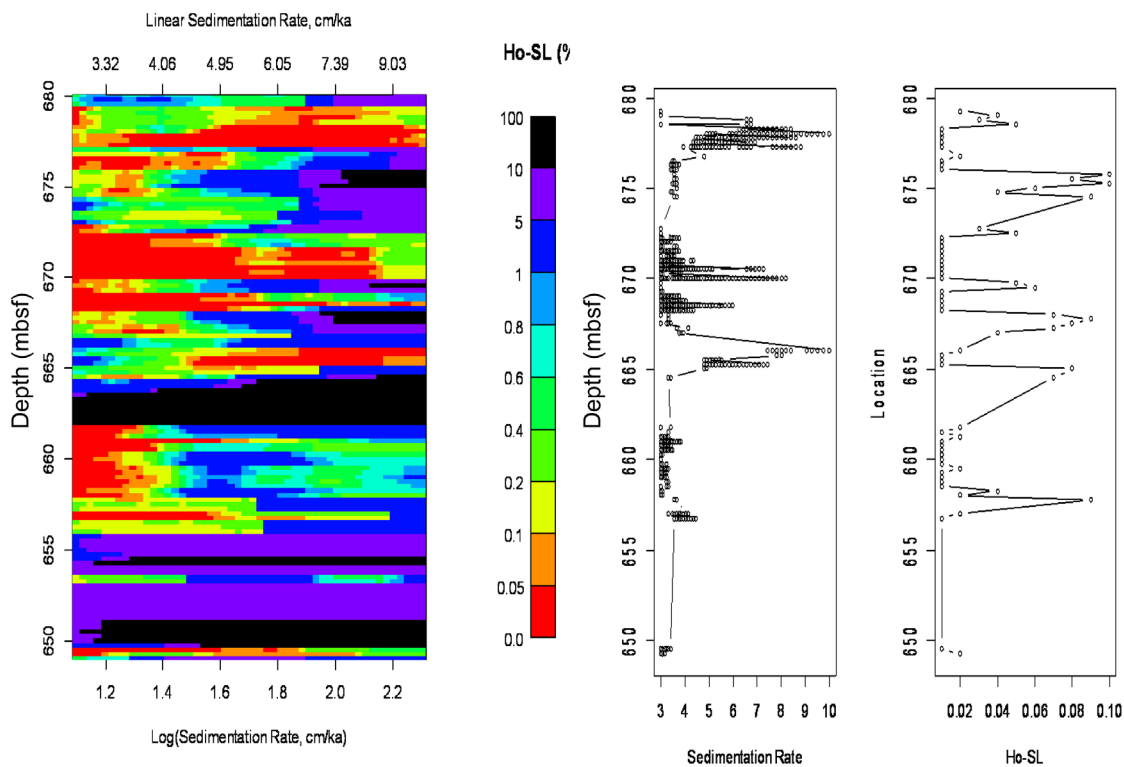 Linear Sedimentation Rate, cm/ka
3.32 4.06 4.95 6.05 7.39 9.03
Depth (mbsf)
680
675
670
665
660
655
650
1.2 1.4 1.6 1.8 2.0 2.2
Log(Sedimentation Rate, cm/ka)
Ho-SL (%
100
10
5
1
0.8
0.6
0.4
0.2
0.1
0.05
0.0
Depth (mbsf)
680
675
670
665
660
655
650
3 4 5 6 7 8 9 10
Sedimentation Rate
Location
680
675
670
665
660
655
650
0.02 0.04 0.06 0.08 0.10
Ho-SL